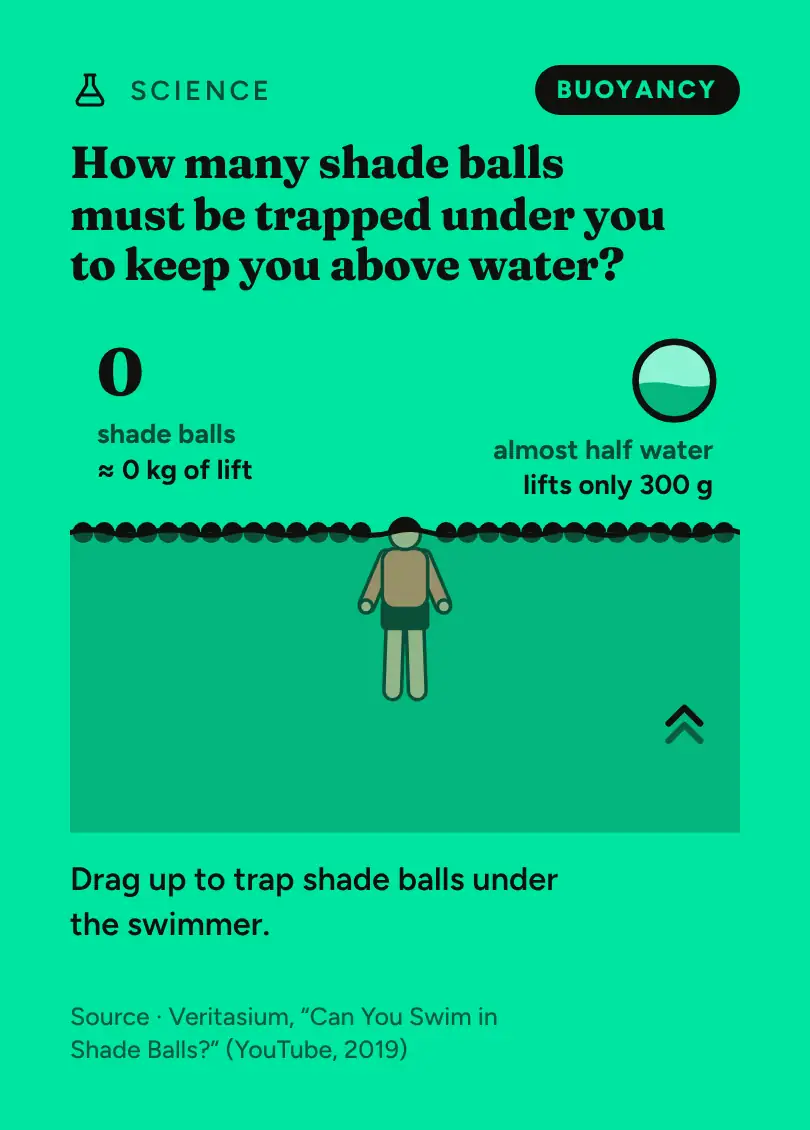 SCIENCE
BUOYANCY
How many shade balls
must be trapped under you
to keep you above water?
0
shade balls
≈ 0 kg of lift
almost half water
lifts only 300 g
Drag up to trap shade balls under
the swimmer.
Source · Veritasium, “Can You Swim in
Shade Balls?” (YouTube, 2019)